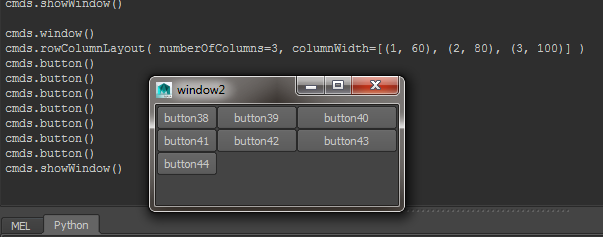 cmds.showWindow()
cmds.window()
cmds.rowColumnLayout( numberOfColumns=3, columnWidth=[(1, 60), (2, 80), (3, 100)] )
cmds.button()
cmds.button()
cmds.button()
cmds.button()
cmds.button()
cmds.button()
cmds.button()
cmds.showWindow()
window2
button38 button39 button40
button41 button42 button43
button44
MEL Python